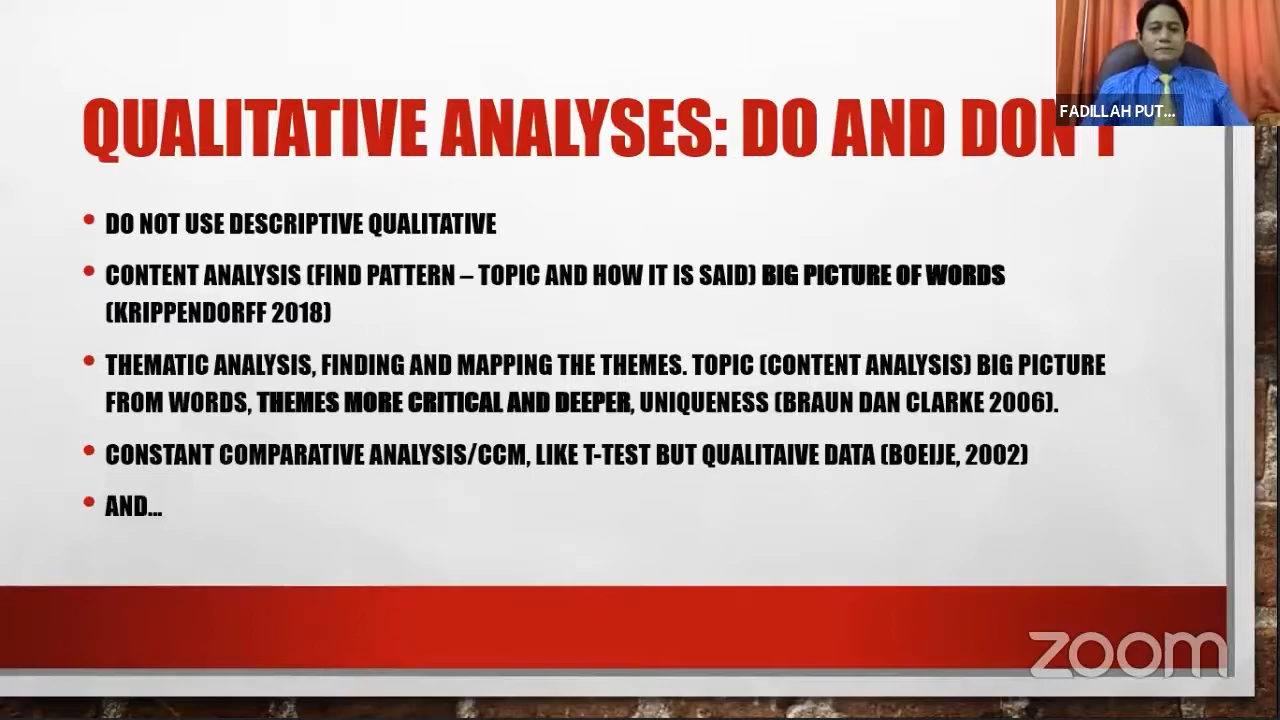 QUALITATIVE ANALYSES: DO AND DON'T
FADILLAH PUT...
• DO NOT USE DESCRIPTIVE QUALITATIVE
• CONTENT ANALYSIS (FIND PATTERN – TOPIC AND HOW IT IS SAID) BIG PICTURE OF WORDS
(KRIPPENDORFF 2018)
• THEMATIC ANALYSIS, FINDING AND MAPPING THE THEMES. TOPIC (CONTENT ANALYSIS) BIG PICTURE
FROM WORDS, THEMES MORE CRITICAL AND DEEPER, UNIQUENESS (BRAUN DAN CLARKE 2006).
• CONSTANT COMPARATIVE ANALYSIS/CCM, LIKE T-TEST BUT QUALITAIVE DATA (BOEIJE, 2002)
• AND...
zoom